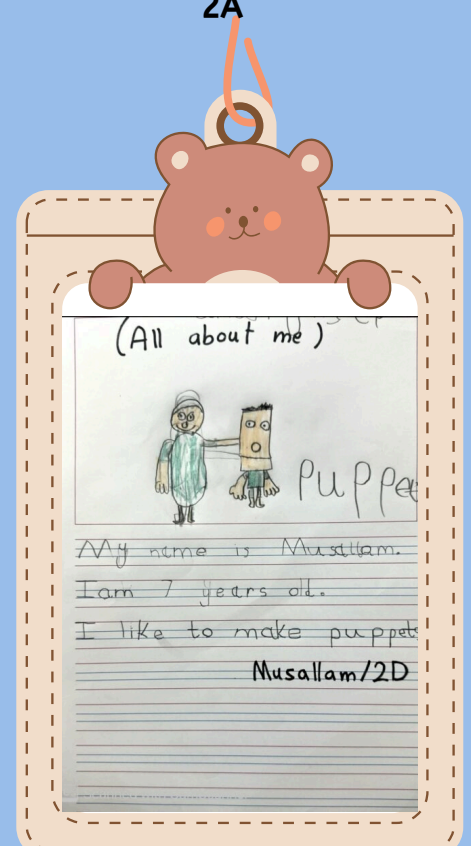 2A
(All about me)
Puppet
My name is Musallam.
I am 7 years old.
I like to make puppets
Musallam/2D